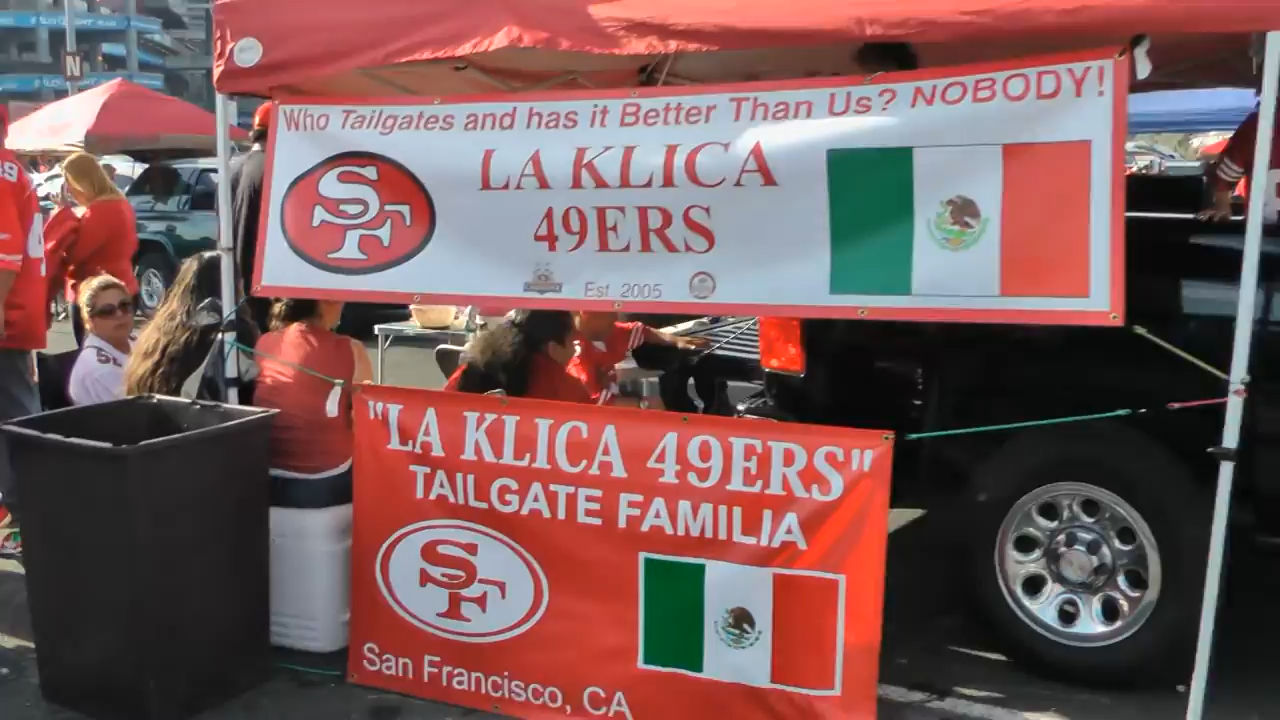 N
Who Tailgates and has it Better Than Us? NOBODY!
SF
LA KLICA
49ERS
Est 2005
"LA KLICA 49ERS"
TAILGATE FAMILIA
SF
San Francisco, CA